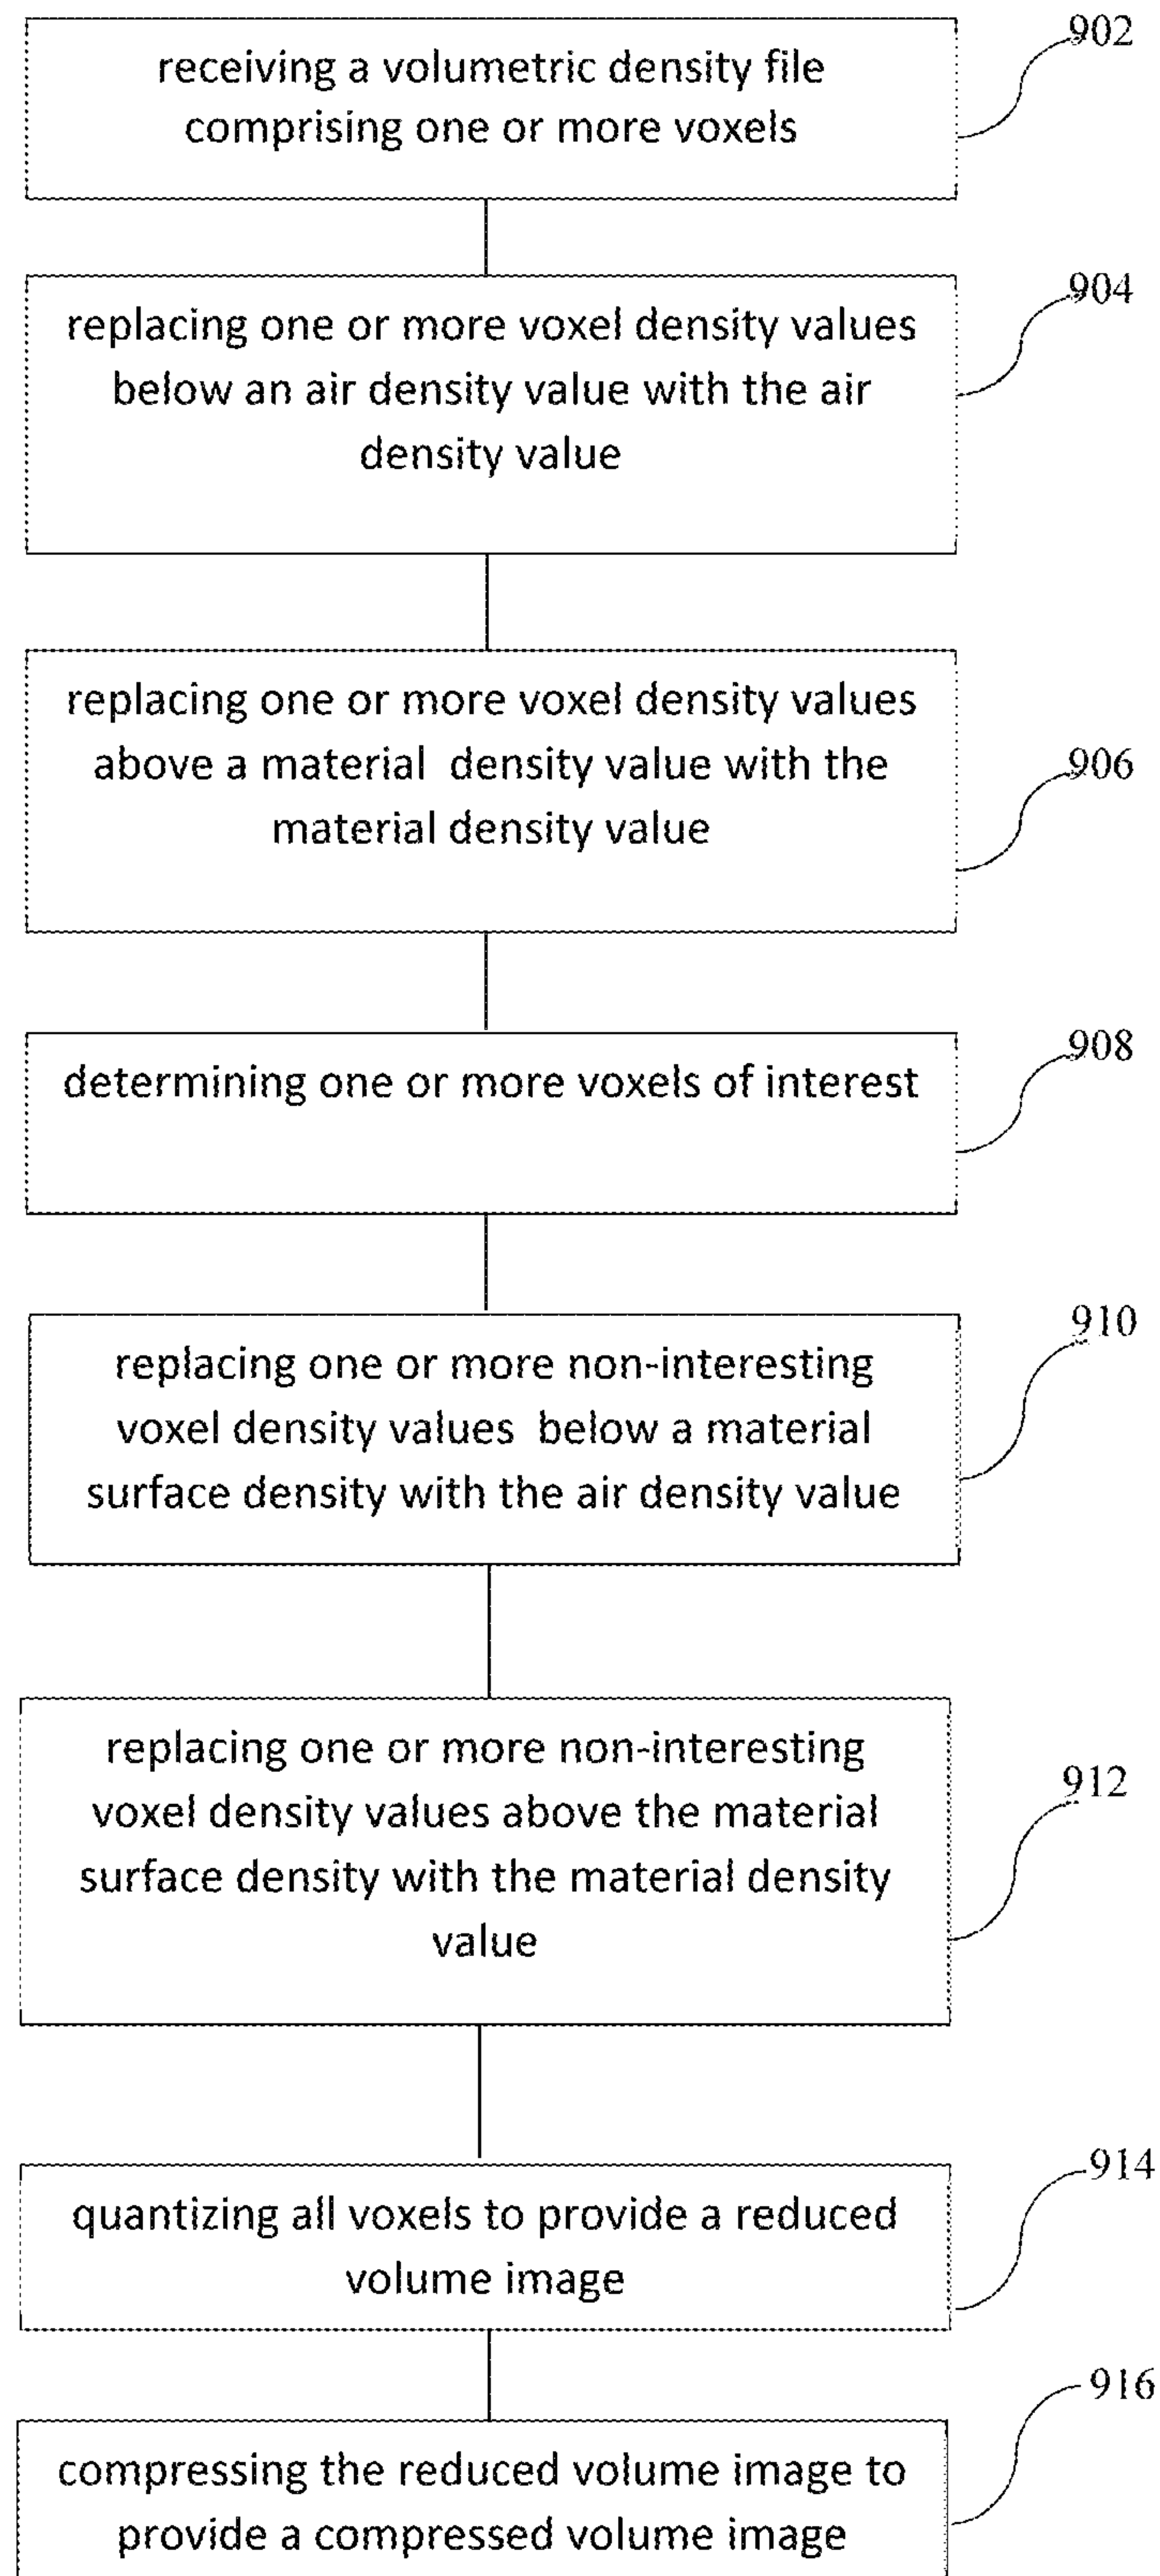 902
receiving a volumetric density file
comprising one or more voxels
904
replacing one or more voxel density values
below an air density value with the air
density value
replacing one or more voxel density values
above a material density value with the
906
material density value
908
determining one or more voxels of interest
910
replacing one or more non-interesting
voxel density values below a material
surface density with the air density value
replacing one or more non-interesting
912
voxel density values above the material
surface density with the material density
value
914
quantizing all voxels to provide a reduced
volume image
916
compressing the reduced volume image to
provide a compressed volume image